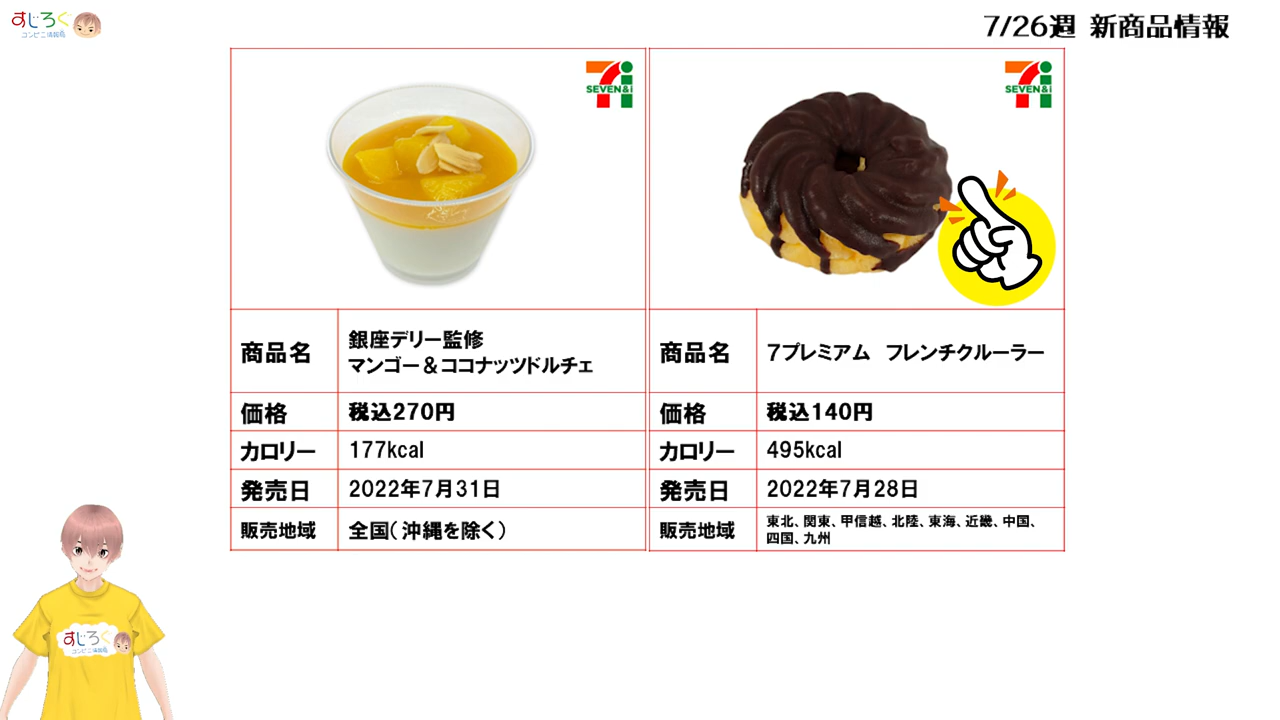 すじろぐ
コンビニ情報局
7/26週 新商品情報
SEVEN&i
SEVEN&i
商品名
銀座デリー監修
マンゴー＆ココナッツドルチェ
価格
税込270円
カロリー
177kcal
発売日
2022年7月31日
販売地域
全国（沖縄を除く）
商品名
7プレミアム　フレンチクルーラー
価格
税込140円
カロリー
495kcal
発売日
2022年7月28日
販売地域
東北、関東、甲信越、北陸、東海、近畿、中国、
四国、九州
すじろぐ
コンビニ情報局